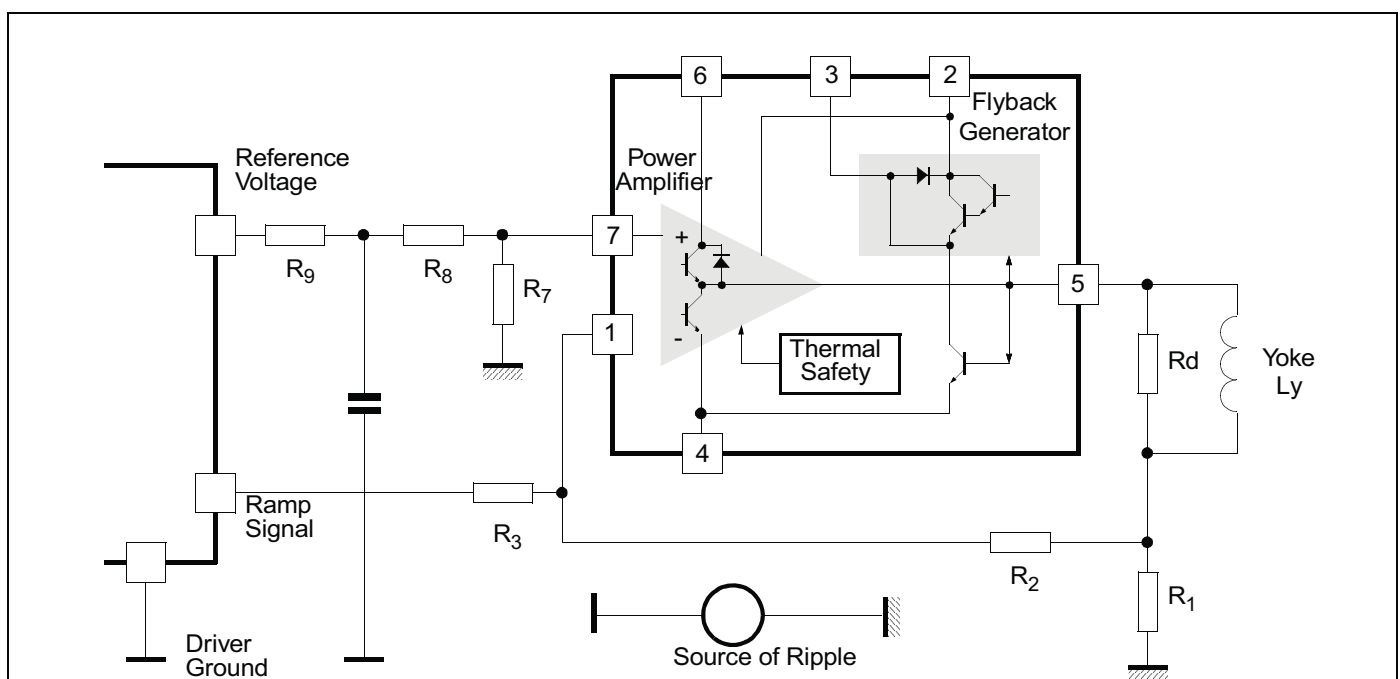 6
3
2
Flyback
Generator
Reference
Voltage
Power
Amplifier
7
+
R9
R8
R7
1
-
5
Thermal
Safety
Rd
Yoke
Ly
4
Ramp
Signal
R3
R2
R1
Driver
Ground
Source of Ripple